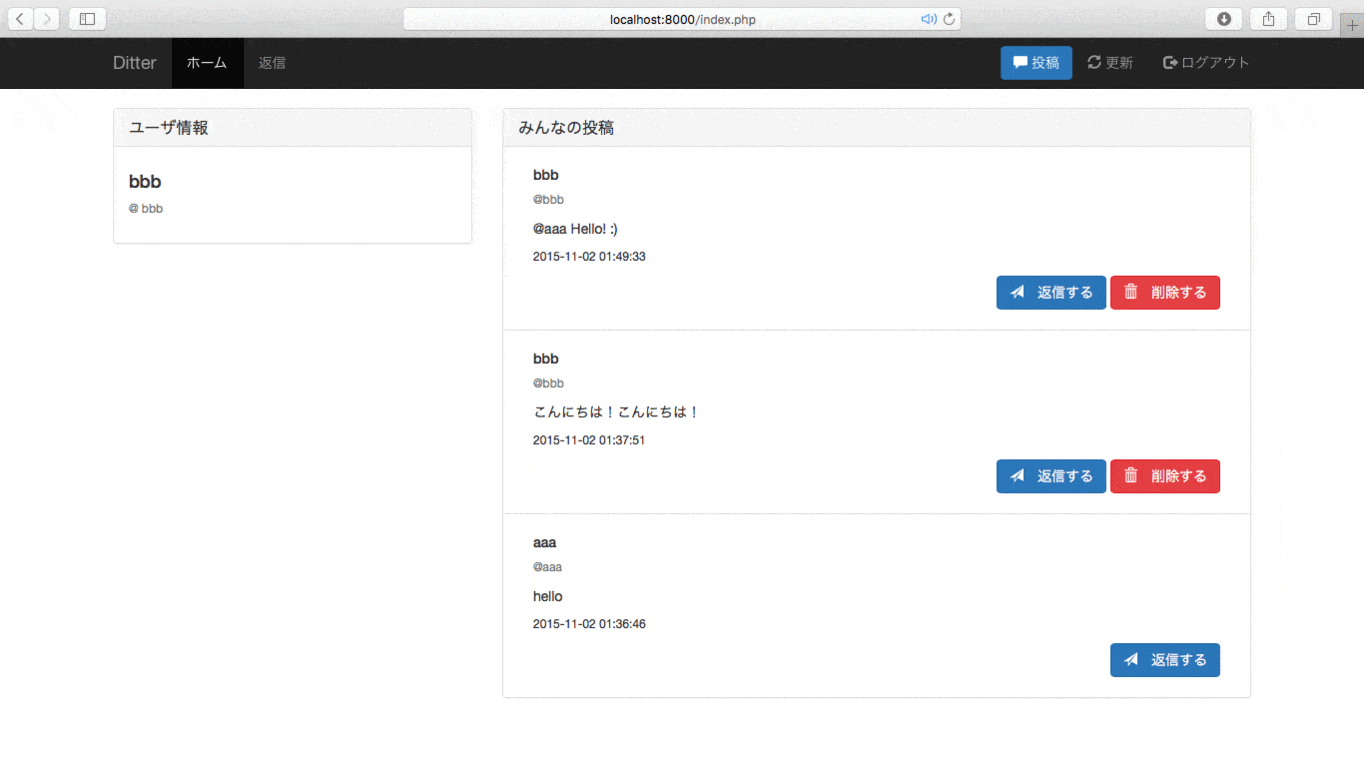 localhost:8000/index.php
Ditter ホーム 返信 投稿 更新 ログアウト
ユーザ情報
bbb
@ bbb
みんなの投稿
bbb
@bbb
@aaa Hello! :)
2015-11-02 01:49:33
返信する 削除する
bbb
@bbb
こんにちは！こんにちは！
2015-11-02 01:37:51
返信する 削除する
aaa
@aaa
hello
2015-11-02 01:36:46
返信する